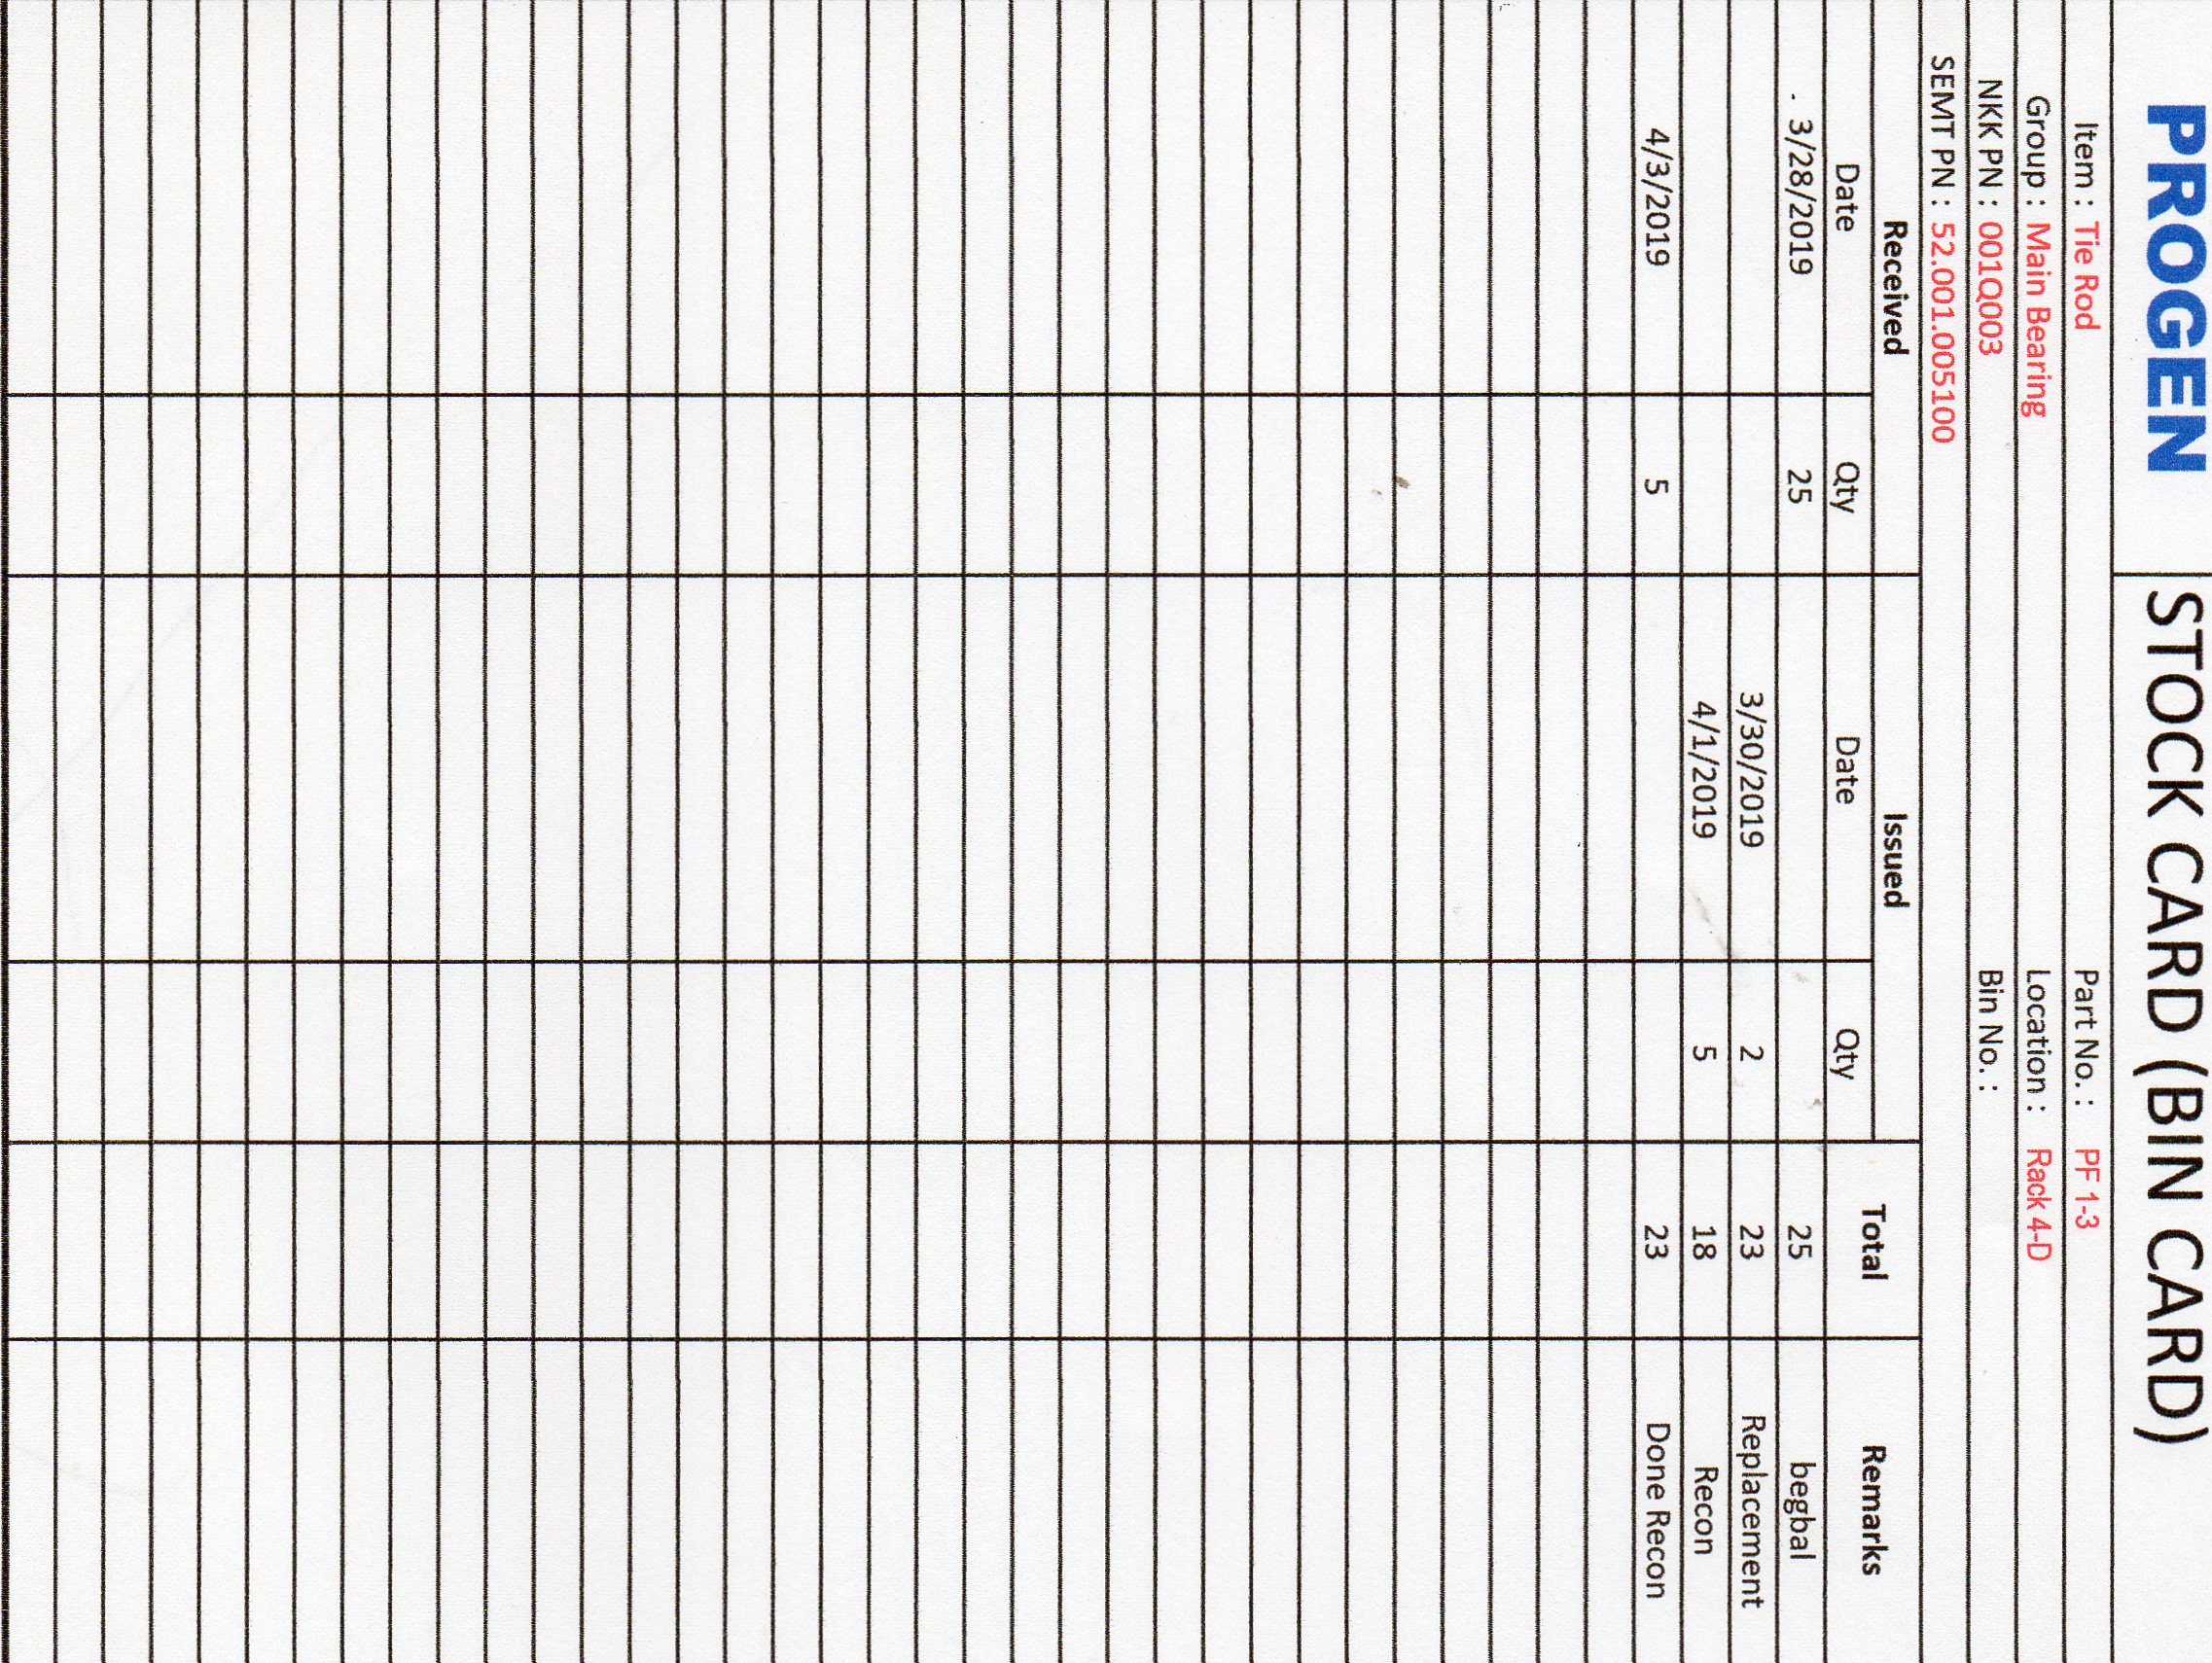 PROGEN STOCK CARD (BIN CARD)
Item : Tie Rod Part No. : PF 1-3
Group : Main Bearing Location : Rack 4-D
NKK PN : 001Q003 Bin No. :
SEMT PN : 52.001.005100
Received Issued Total Remarks
Date Qty Date Qty
3/28/2019 25 25 begbal
3/30/2019 2 23 Replacement
4/1/2019 5 18 Recon
4/3/2019 5 23 Done Recon